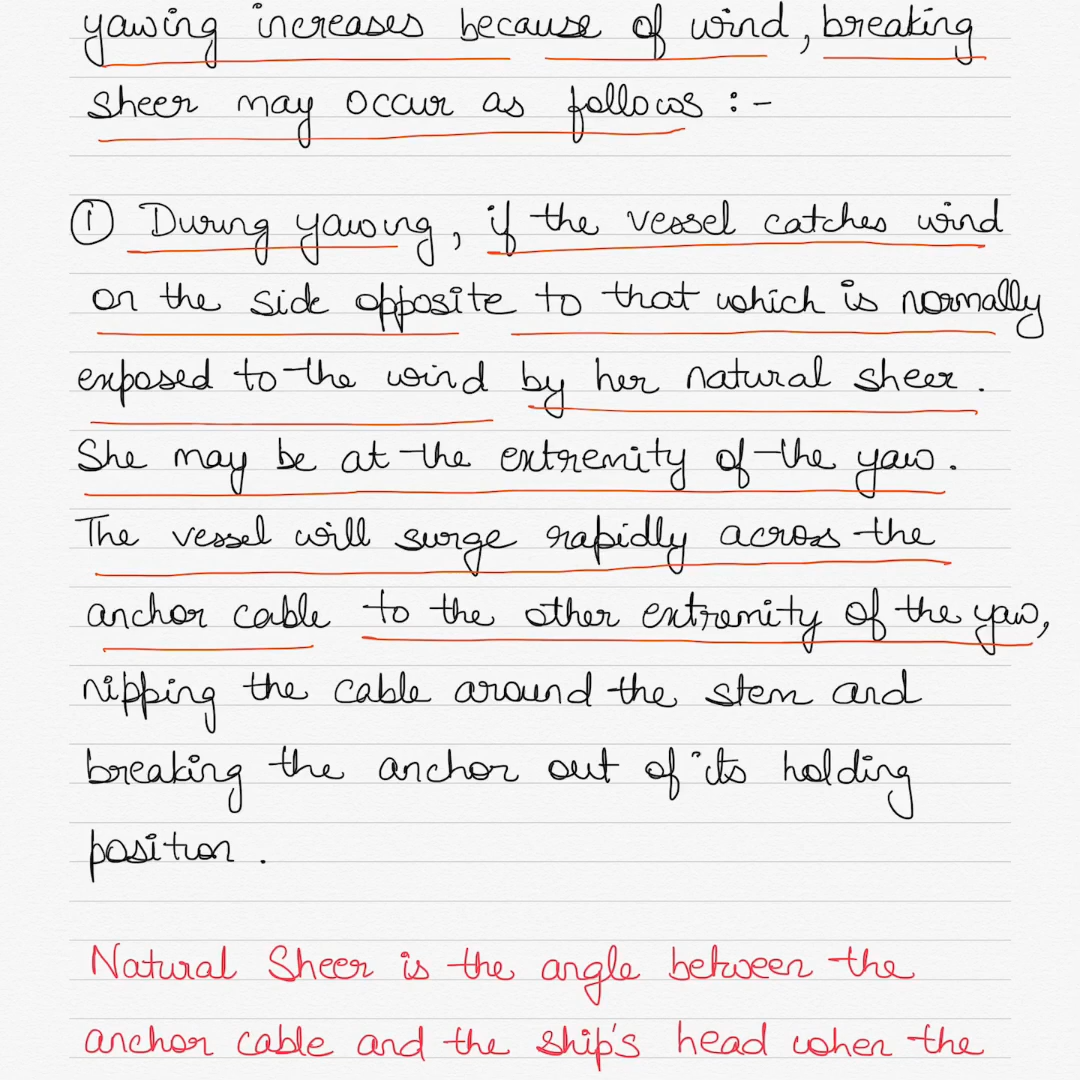 yawing increases because of wind, breaking
sheer may occur as follows :-
① During yawing, if the vessel catches wind
on the side opposite to that which is normally
exposed to the wind by her natural sheer.
She may be at the extremity of the yaw.
The vessel will surge rapidly across the
anchor cable to the other extremity of the yaw,
nipping the cable around the stem and
breaking the anchor out of its holding
position.
Natural Sheer is the angle between the
anchor cable and the ship's head when the